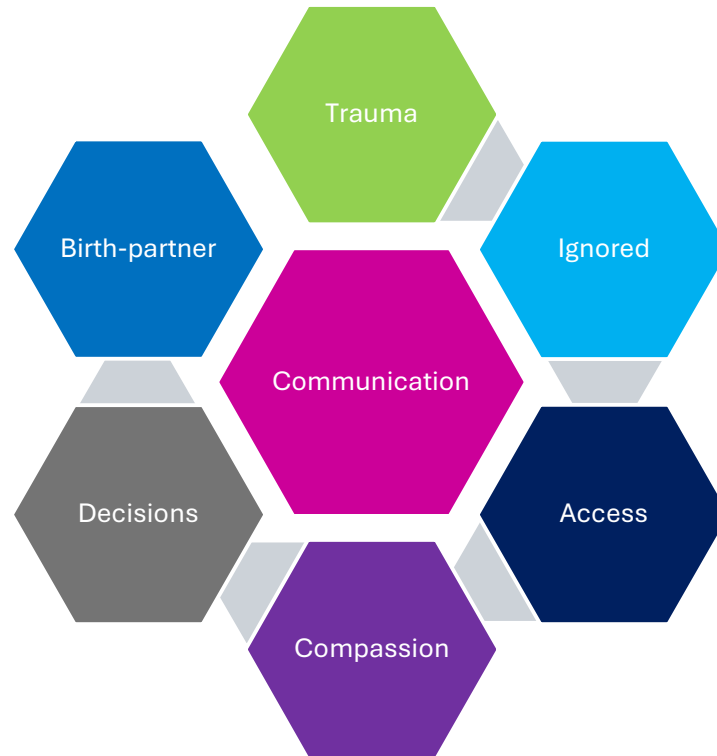 Trauma
Birth-partner
Ignored
Communication
Decisions
Access
Compassion